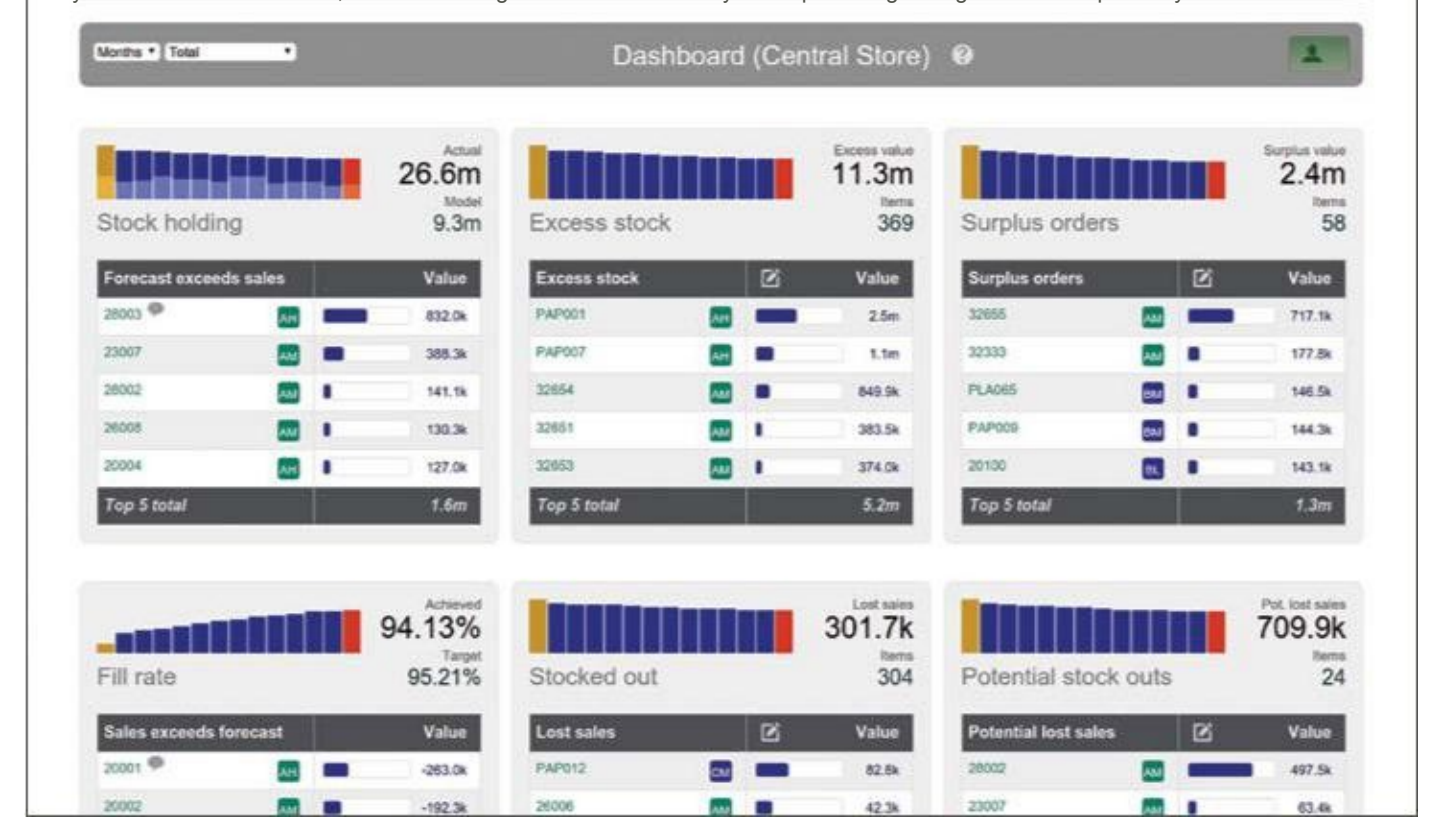 Months Total Dashboard (Central Store) ?
Actual
26.6m
Model
Stock holding 9.3m
Forecast exceeds sales Value
28003 AH 832.0k
23007 AM 388.3k
28002 AM 141.1k
26008 AM 130.3k
20004 AH 127.0k
Top 5 total 1.6m
Excess value
11.3m
Items
Excess stock 369
Excess stock Value
PAP001 AH 2.5m
PAP007 AH 1.1m
32654 AM 849.9k
32651 AM 383.5k
32653 AM 374.0k
Top 5 total 5.2m
Surplus value
2.4m
Items
Surplus orders 58
Surplus orders Value
32655 AM 717.1k
32333 AM 177.8k
PLA065 BM 146.5k
PAP009 BM 144.3k
20100 BL 143.1k
Top 5 total 1.3m
Achieved
94.13%
Target
Fill rate 95.21%
Sales exceeds forecast Value
20001 AH -263.0k
20002 AM -192.3k
Lost sales
301.7k
Items
Stocked out 304
Lost sales Value
PAP012 CM 82.8k
26006 AM 42.3k
Pot. lost sales
709.9k
Items
Potential stock outs 24
Potential lost sales Value
28002 AM 497.5k
23007 AM 63.4k